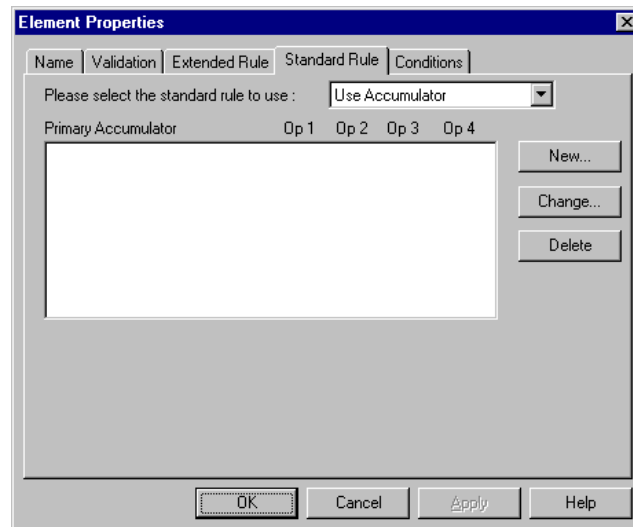 Element Properties
Name Validation Extended Rule Standard Rule Conditions
Please select the standard rule to use : Use Accumulator
Primary Accumulator Op 1 Op 2 Op 3 Op 4
New...
Change...
Delete
OK Cancel Apply Help